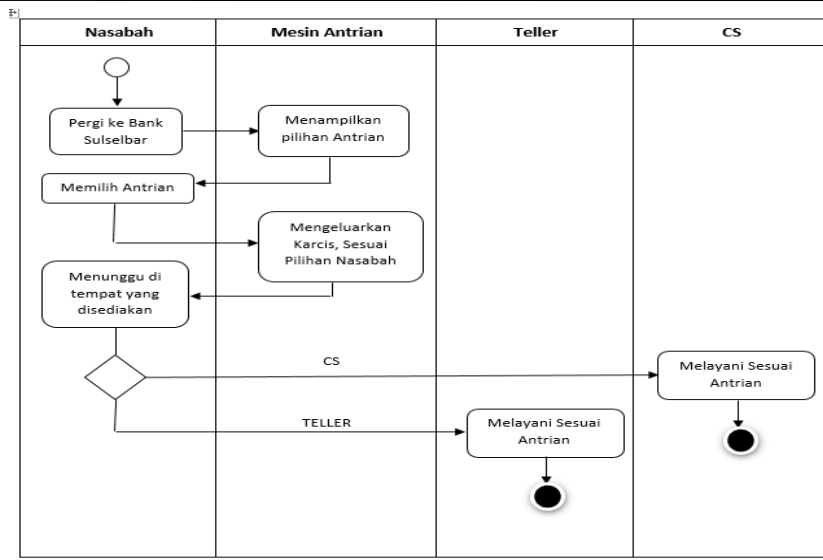 Nasabah
Mesin Antrian
Teller
CS
Pergi ke Bank
Sulselbar
Menampilkan
pilihan Antrian
Memilih Antrian
Mengeluarkan
Karcis, Sesuai
Pilihan Nasabah
Menunggu di
tempat yang
disediakan
CS
Melayani Sesuai
Antrian
TELLER
Melayani Sesuai
Antrian